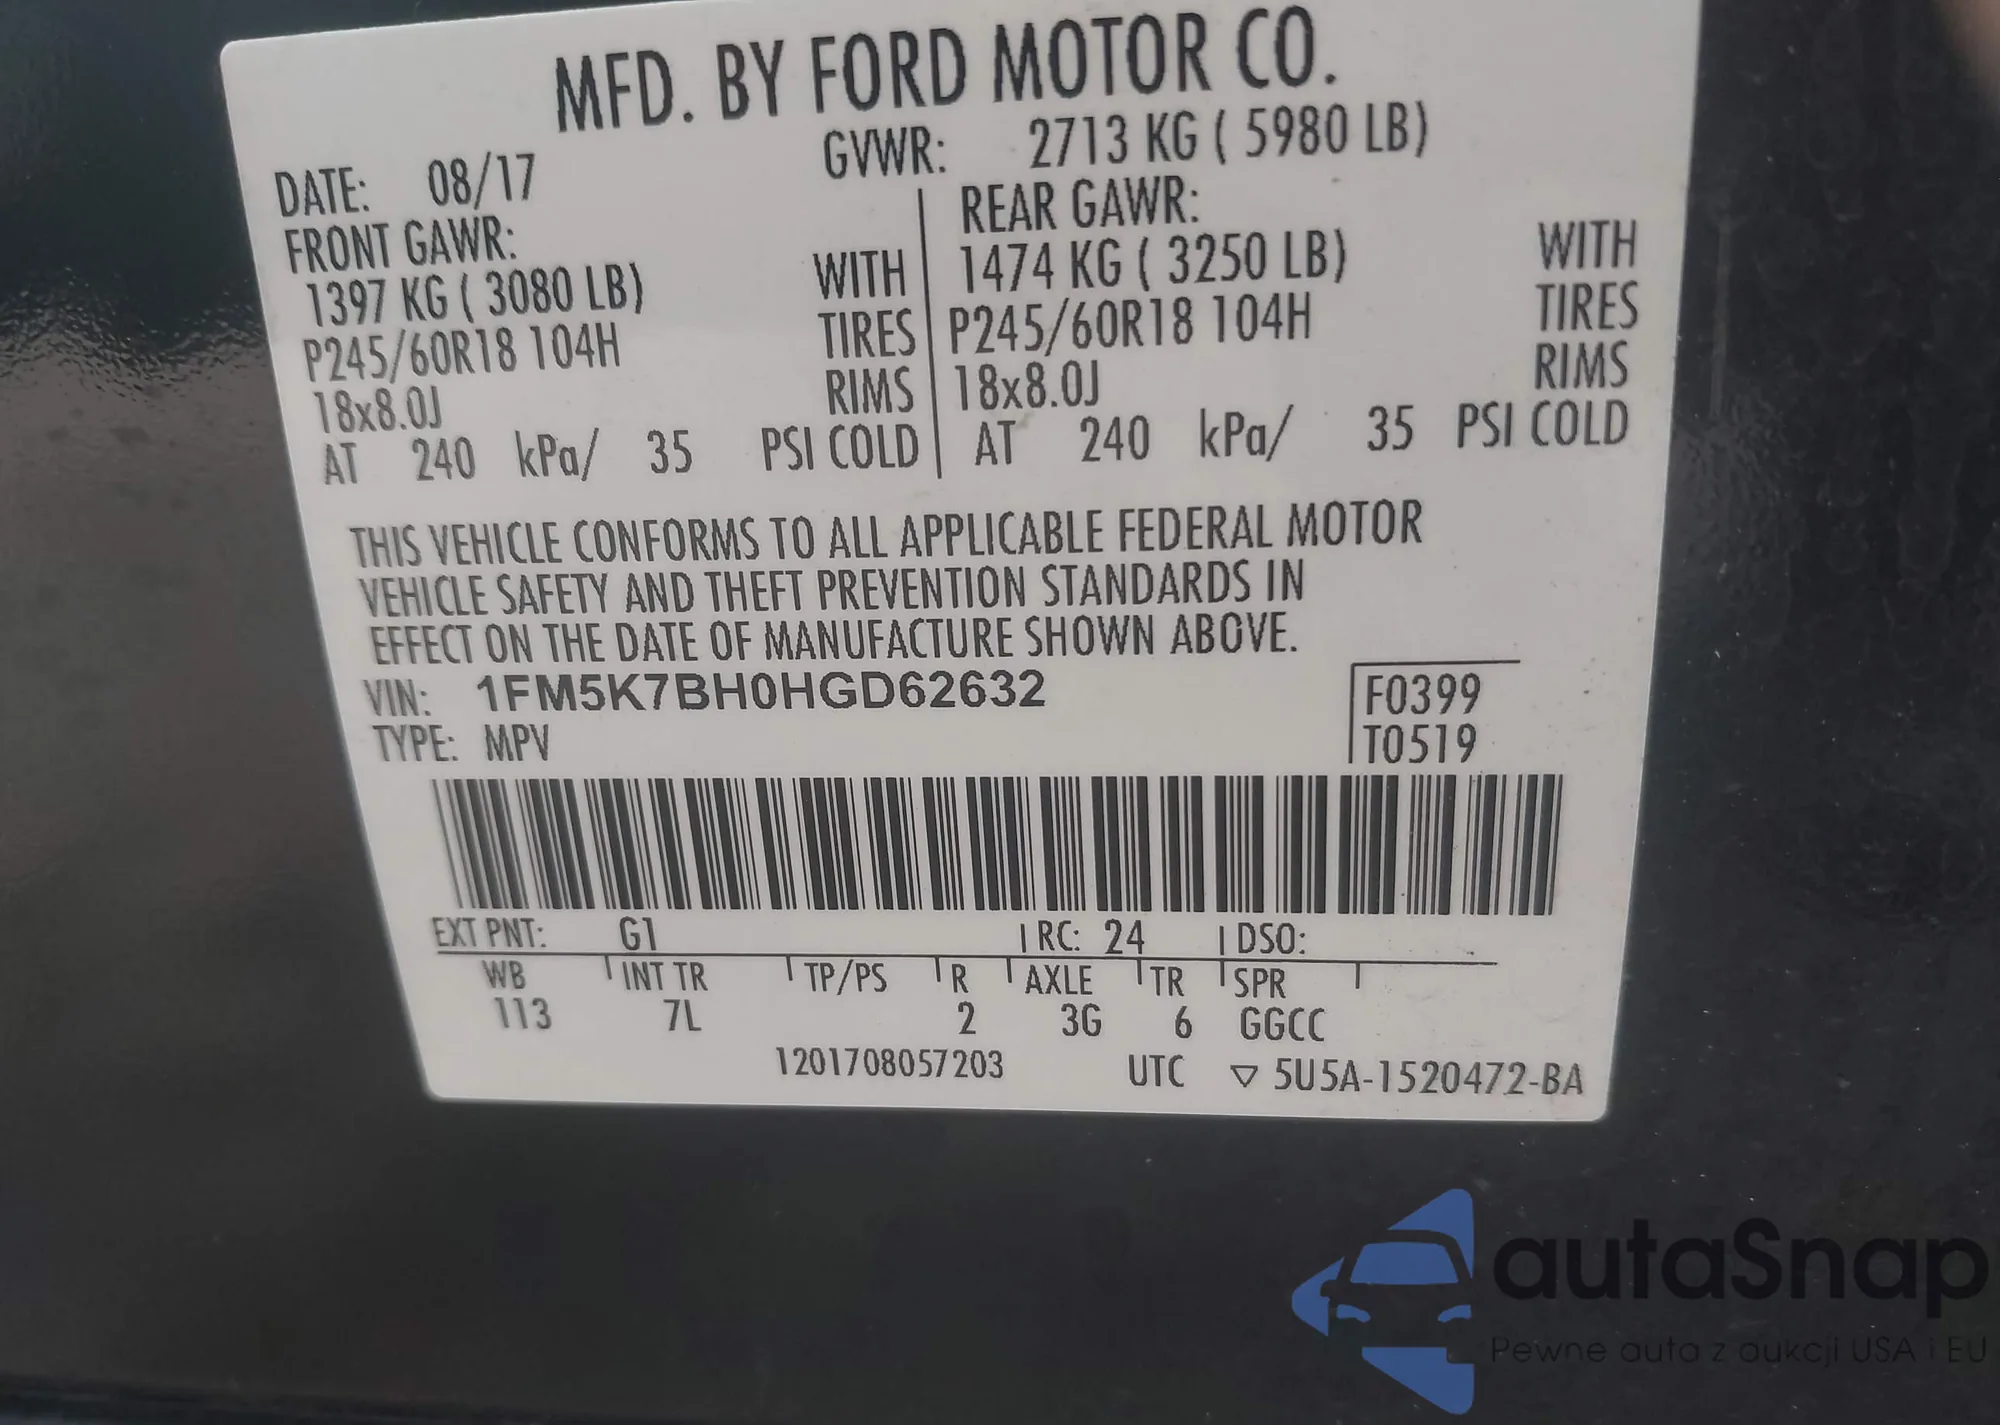 MFD. BY FORD MOTOR CO.
DATE: 08/17 GVWR: 2713 KG ( 5980 LB)
FRONT GAWR: REAR GAWR:
1397 KG ( 3080 LB) WITH 1474 KG ( 3250 LB) WITH
P245/60R18 104H TIRES P245/60R18 104H TIRES
18x8.0J RIMS 18x8.0J RIMS
AT 240 kPa/ 35 PSI COLD AT 240 kPa/ 35 PSI COLD
THIS VEHICLE CONFORMS TO ALL APPLICABLE FEDERAL MOTOR
VEHICLE SAFETY AND THEFT PREVENTION STANDARDS IN
EFFECT ON THE DATE OF MANUFACTURE SHOWN ABOVE.
VIN: 1FM5K7BH0HGD62632 F0399
TYPE: MPV T0519
EXT PNT: G1 RC: 24 DSO:
WB INT TR TP/PS R AXLE TR SPR
113 7L 2 3G 6 GGCC
1201708057203 UTC ▽ 5U5A-1520472-BA
autaSnap
Pewne auta z aukcji USA i EU